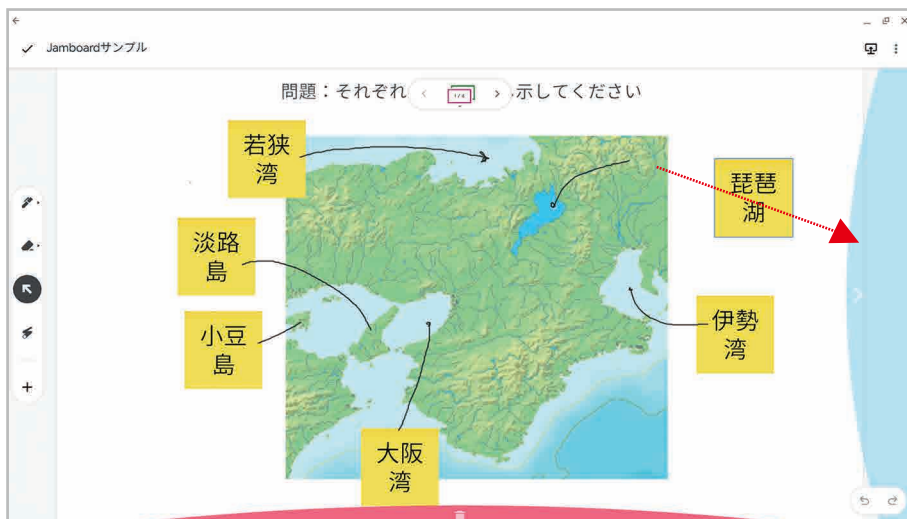 Jamboardサンプル
問題：それぞれ
示してください
若狭
湾
琵琶
湖
淡路
島
小豆
島
伊勢
湾
大阪
湾